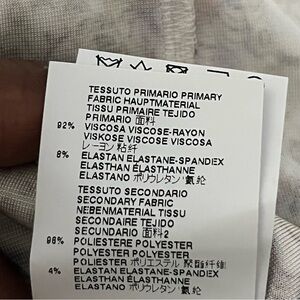 TESSUTO PRIMARIO PRIMARY
FABRIC HAUPTMATERIAL
TISSU PRIMAIRE TEJIDO
PRIMARIO 面料
92% VISCOSA VISCOSE-RAYON
VISKOSE VISCOSE VISCOSA
レーヨン 粘纤
8% ELASTAN ELASTANE-SPANDEX
ELASTHAN ÉLASTHANNE
ELASTANO ポリウレタン 氨纶
TESSUTO SECONDARIO
SECONDARY FABRIC
NEBENMATERIAL TISSU
SECONDAIRE TEJIDO
SECUNDARIO 面料2
96% POLIESTERE POLYESTER
POLYESTER POLYESTER
POLIESTER ポリエステル 聚酯纤维
4% ELASTAN ELASTANE-SPANDEX
ELASTHAN ÉLASTHANNE
ELASTANO ポリウレタン 氨纶